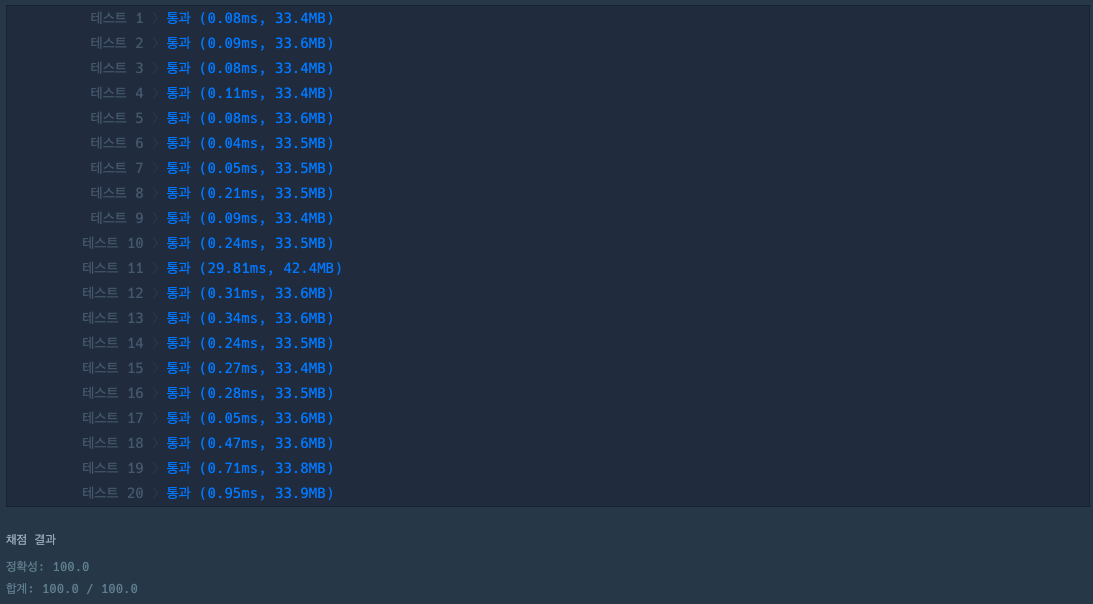 테스트 1 〉 통과 (0.08ms, 33.4MB)
테스트 2 〉 통과 (0.09ms, 33.6MB)
테스트 3 〉 통과 (0.08ms, 33.4MB)
테스트 4 〉 통과 (0.11ms, 33.4MB)
테스트 5 〉 통과 (0.08ms, 33.6MB)
테스트 6 〉 통과 (0.04ms, 33.5MB)
테스트 7 〉 통과 (0.05ms, 33.5MB)
테스트 8 〉 통과 (0.21ms, 33.5MB)
테스트 9 〉 통과 (0.09ms, 33.4MB)
테스트 10 〉 통과 (0.24ms, 33.5MB)
테스트 11 〉 통과 (29.81ms, 42.4MB)
테스트 12 〉 통과 (0.31ms, 33.6MB)
테스트 13 〉 통과 (0.34ms, 33.6MB)
테스트 14 〉 통과 (0.24ms, 33.5MB)
테스트 15 〉 통과 (0.27ms, 33.4MB)
테스트 16 〉 통과 (0.28ms, 33.5MB)
테스트 17 〉 통과 (0.05ms, 33.6MB)
테스트 18 〉 통과 (0.47ms, 33.6MB)
테스트 19 〉 통과 (0.71ms, 33.8MB)
테스트 20 〉 통과 (0.95ms, 33.9MB)
채점 결과
정확성: 100.0
합계: 100.0 / 100.0